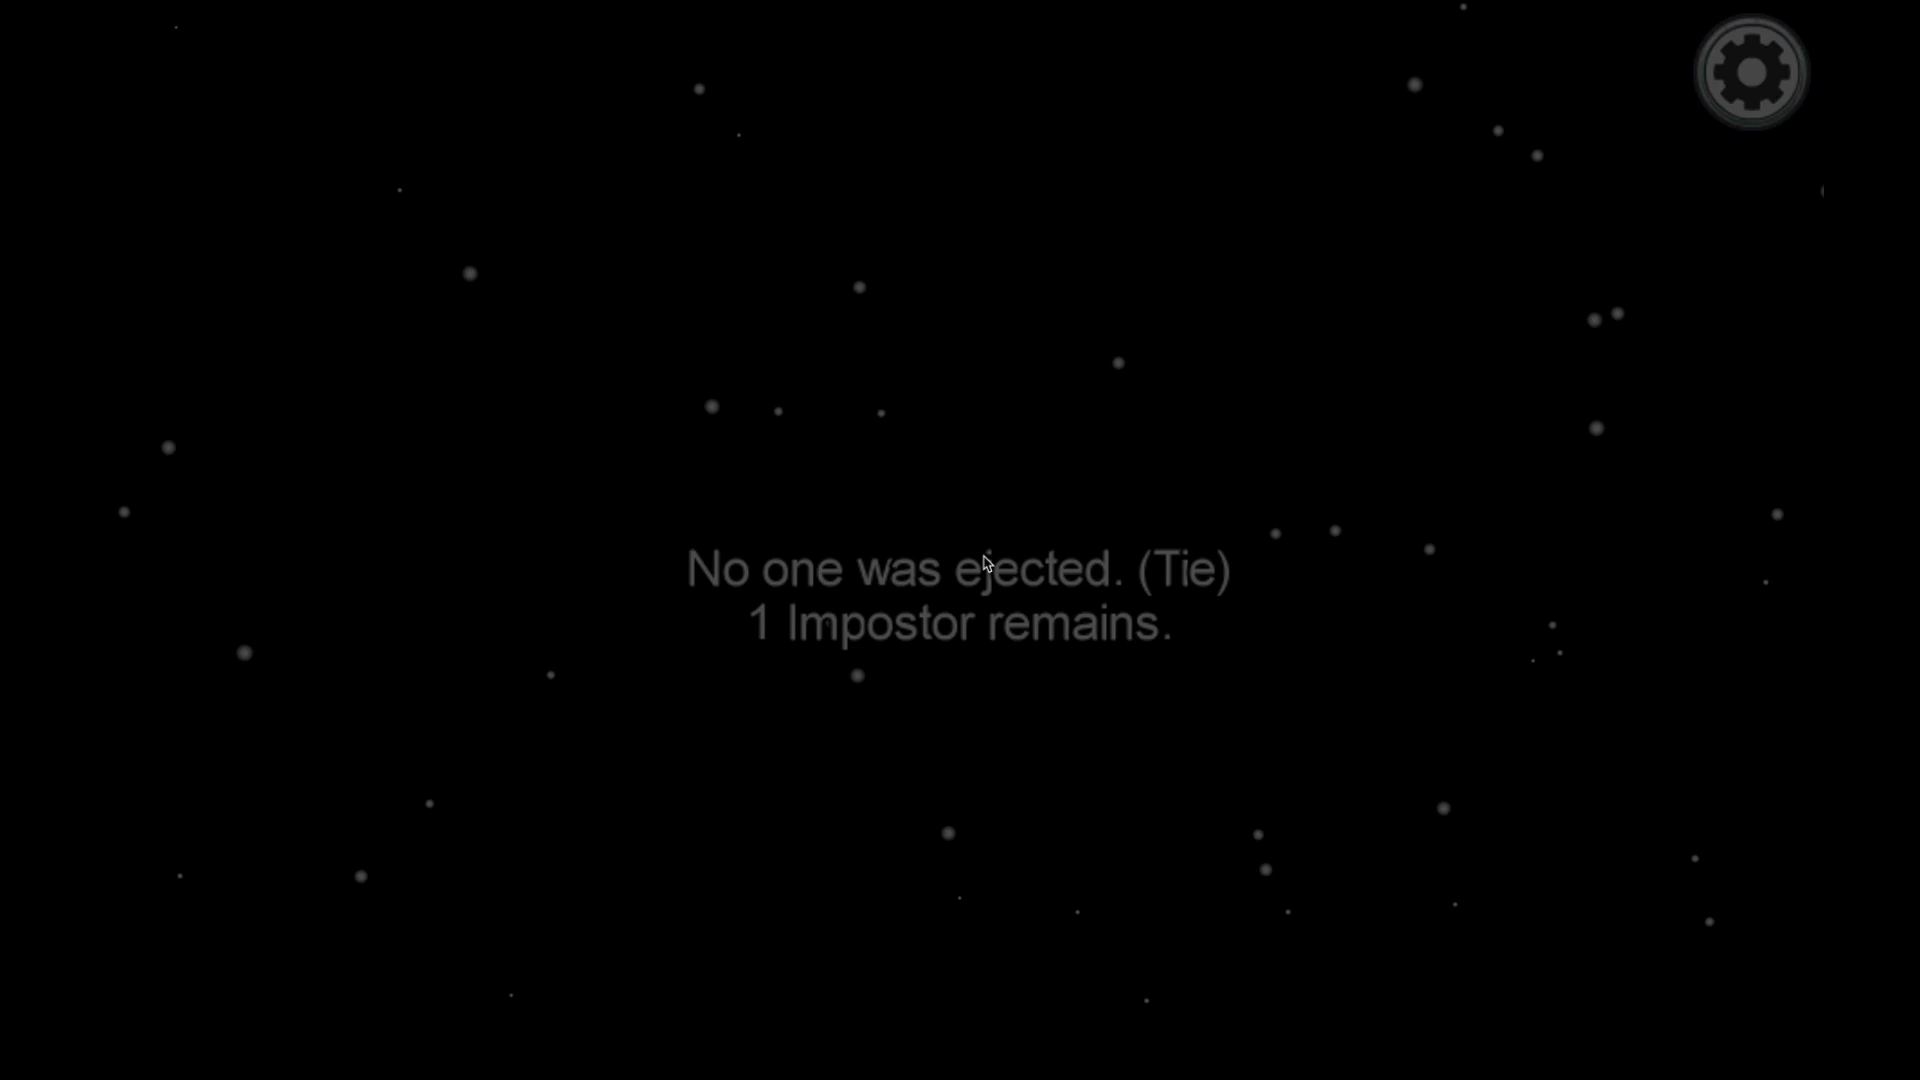 No one was ejected. (Tie)
1 Impostor remains.